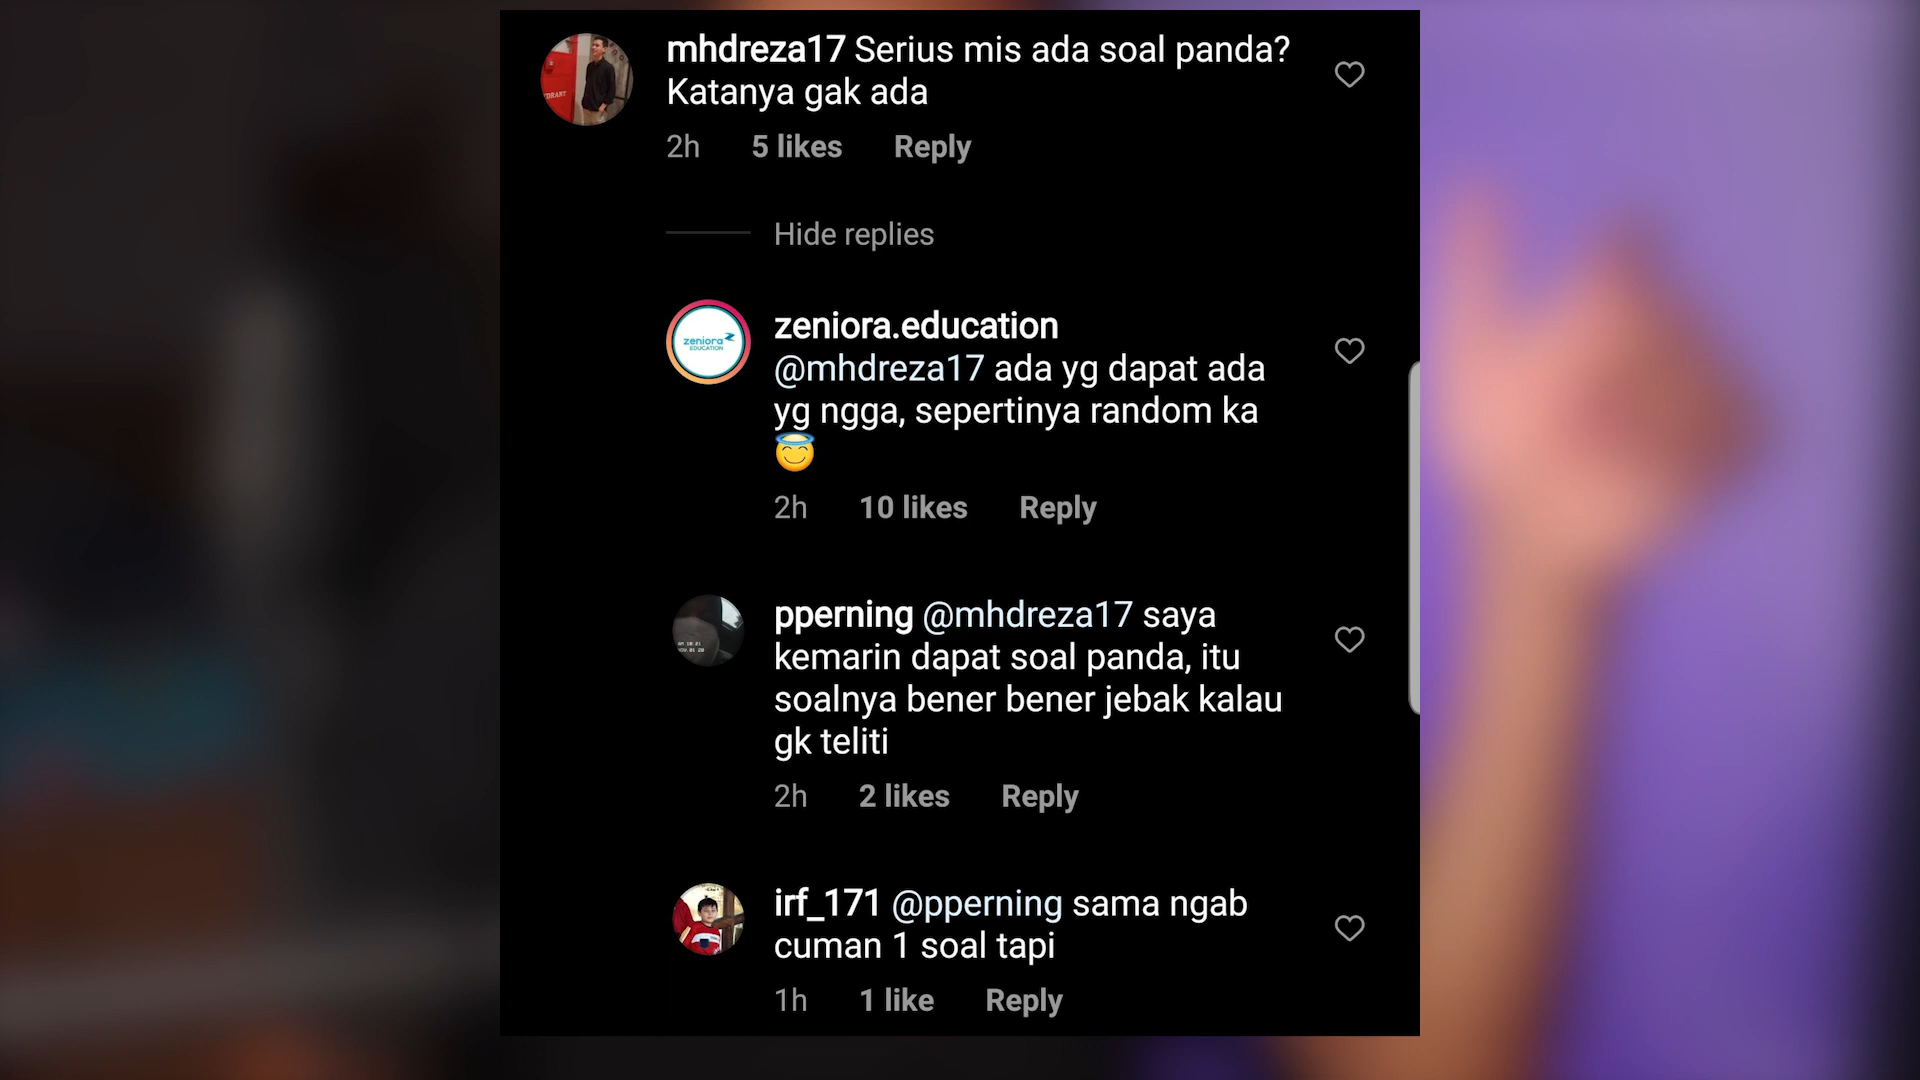 mhdreza17 Serius mis ada soal panda?
Katanya gak ada
2h 5 likes Reply
Hide replies
zeniora EDUCATION
zeniora.education
@mhdreza17 ada yg dapat ada
yg ngga, sepertinya random ka
😇
2h 10 likes Reply
pperning @mhdreza17 saya
kemarin dapat soal panda, itu
soalnya bener bener jebak kalau
gk teliti
2h 2 likes Reply
irf_171 @pperning sama ngab
cuman 1 soal tapi
1h 1 like Reply